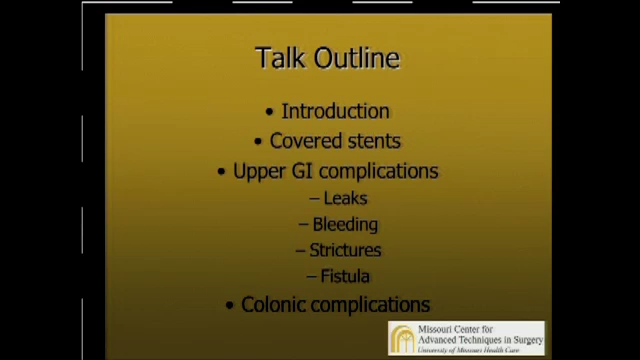 Talk Outline
• Introduction
• Covered stents
• Upper GI complications
– Leaks
– Bleeding
– Strictures
– Fistula
• Colonic complications
Missouri Center for
Advanced Techniques in Surgery
University of Missouri Health Care